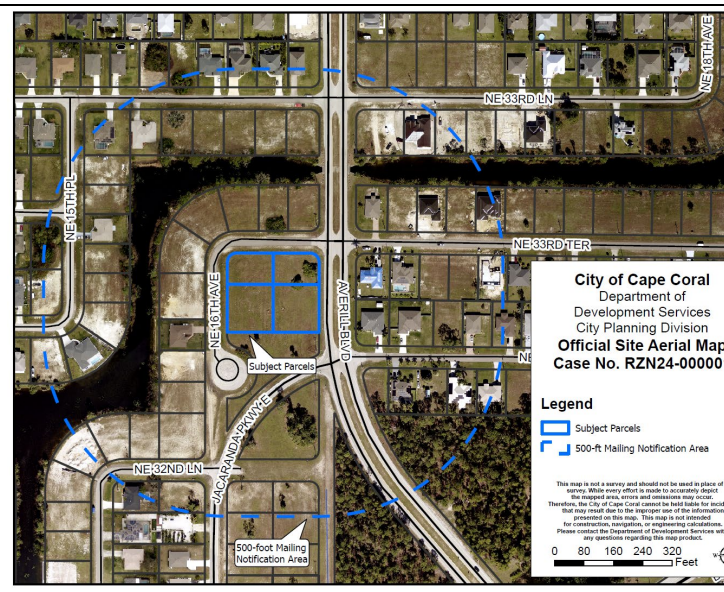 NE 18TH AVE
NE 33RD LN
NE 15TH PL
NE 33RD TER
NE 16TH AVE
AVERILL BLVD
Subject Parcels
NE
JACARANDA PKWY E
NE 32ND LN
500-foot Mailing
Notification Area
City of Cape Coral
Department of
Development Services
City Planning Division
Official Site Aerial Map
Case No. RZN24-00000
Legend
Subject Parcels
500-ft Mailing Notification Area
This map is not a survey and should not be used in place of
survey. While every effort is made to accurately depict
the mapped area, errors and omissions may occur.
Therefore, the City of Cape Coral cannot be held liable for incid
that may result due to the improper use of the information
presented on this map. This map is not intended
for construction, navigation, or engineering calculations.
Please contact the Department of Development Services wit
any questions regarding this map product.
0 80 160 240 320
Feet